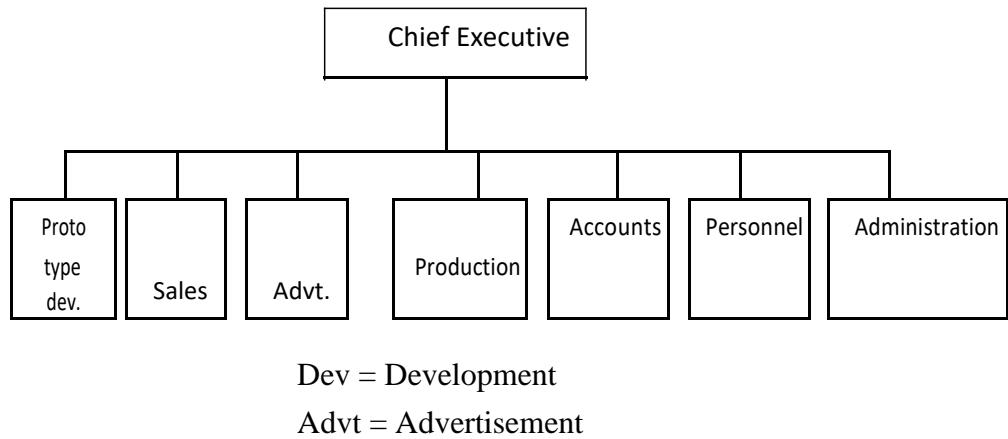 Chief Executive
Proto
type
dev.
Sales
Advt.
Production
Accounts
Personnel
Administration
Dev = Development
Advt = Advertisement